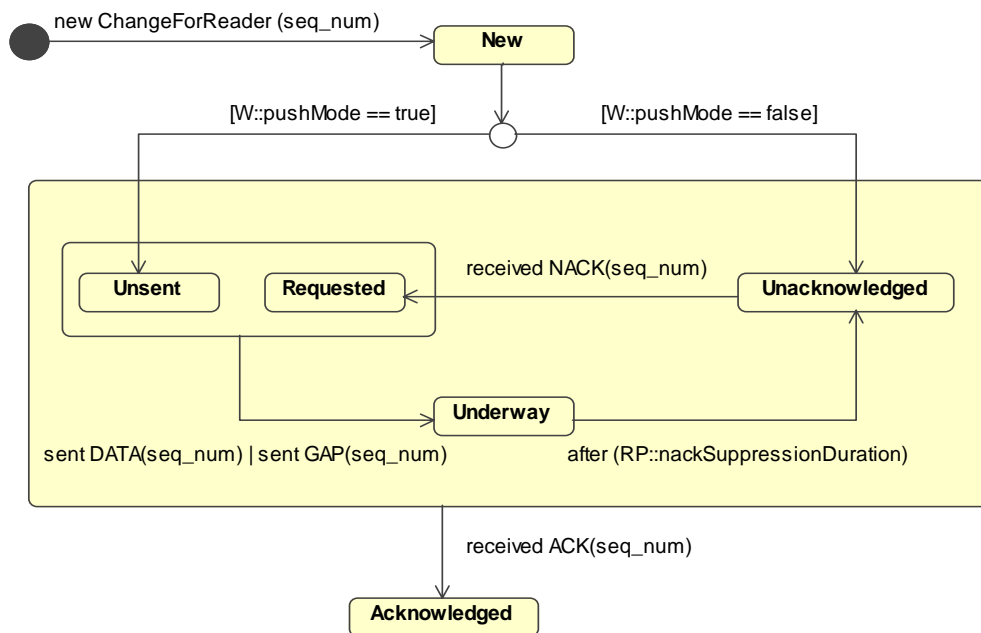 new ChangeForReader (seq_num)
New
[W::pushMode == true]
[W::pushMode == false]
Unsent
Requested
received NACK(seq_num)
Unacknowledged
Underway
sent DATA(seq_num) | sent GAP(seq_num)
after (RP::nackSuppressionDuration)
received ACK(seq_num)
Acknowledged